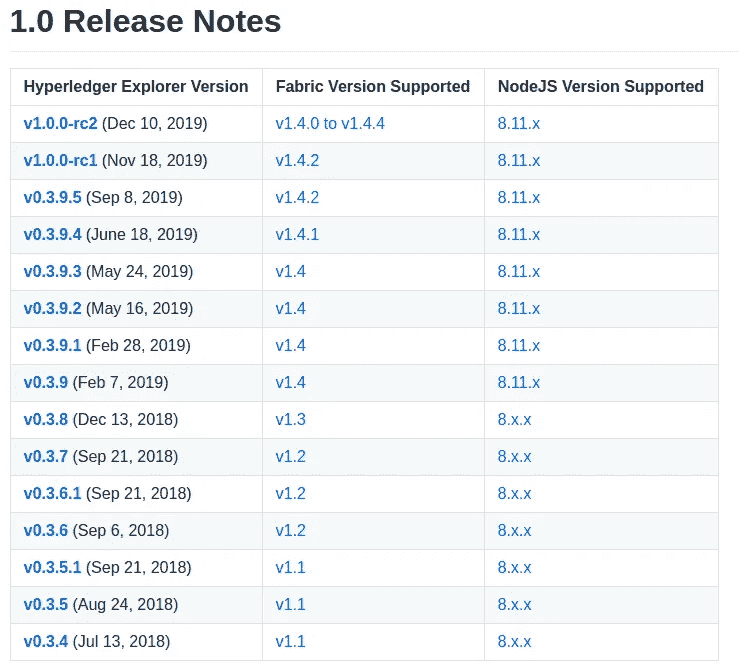 1.0 Release Notes
Hyperledger Explorer Version Fabric Version Supported NodeJS Version Supported
v1.0.0-rc2 (Dec 10, 2019) v1.4.0 to v1.4.4 8.11.x
v1.0.0-rc1 (Nov 18, 2019) v1.4.2 8.11.x
v0.3.9.5 (Sep 8, 2019) v1.4.2 8.11.x
v0.3.9.4 (June 18, 2019) v1.4.1 8.11.x
v0.3.9.3 (May 24, 2019) v1.4 8.11.x
v0.3.9.2 (May 16, 2019) v1.4 8.11.x
v0.3.9.1 (Feb 28, 2019) v1.4 8.11.x
v0.3.9 (Feb 7, 2019) v1.4 8.11.x
v0.3.8 (Dec 13, 2018) v1.3 8.x.x
v0.3.7 (Sep 21, 2018) v1.2 8.x.x
v0.3.6.1 (Sep 21, 2018) v1.2 8.x.x
v0.3.6 (Sep 6, 2018) v1.2 8.x.x
v0.3.5.1 (Sep 21, 2018) v1.1 8.x.x
v0.3.5 (Aug 24, 2018) v1.1 8.x.x
v0.3.4 (Jul 13, 2018) v1.1 8.x.x